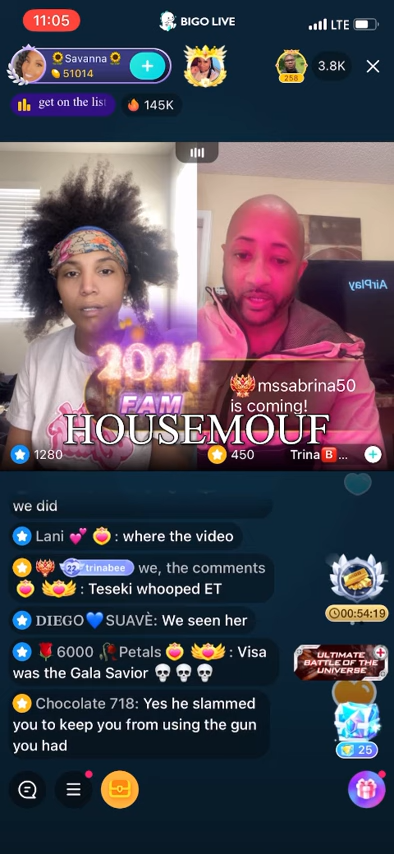 11:05
BIGO LIVE
LTE
Savanna
51014
258
3.8K
get on the list
145K
AirPlay
2021
FAM
mssabrina50
is coming!
HOUSEMOUF
1280
450
Trina B ...
we did
Lani 💕 : where the video
trinabee we, the comments
: Teseki whooped ET
𝐃𝐈𝐄𝐆O💙SUAVÈ: We seen her
🌹 6000 🥀Petals : Visa
was the Gala Savior 💀💀💀
Chocolate 718: Yes he slammed
you to keep you from using the gun
you had
00:54:19
ULTIMATE
BATTLE OF THE
UNIVERSE
25